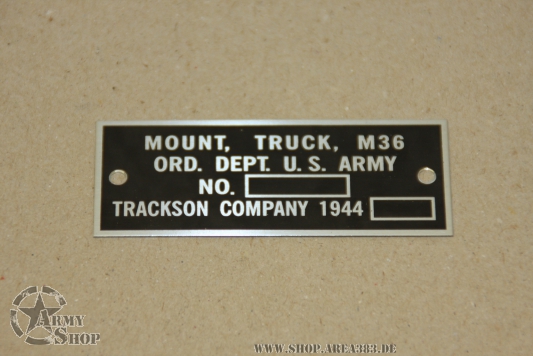 MOUNT, TRUCK, M36
ORD. DEPT. U.S. ARMY
NO.
TRACKSON COMPANY 1944
ARMY
SHOP
WWW.SHOP.AREA383.DE